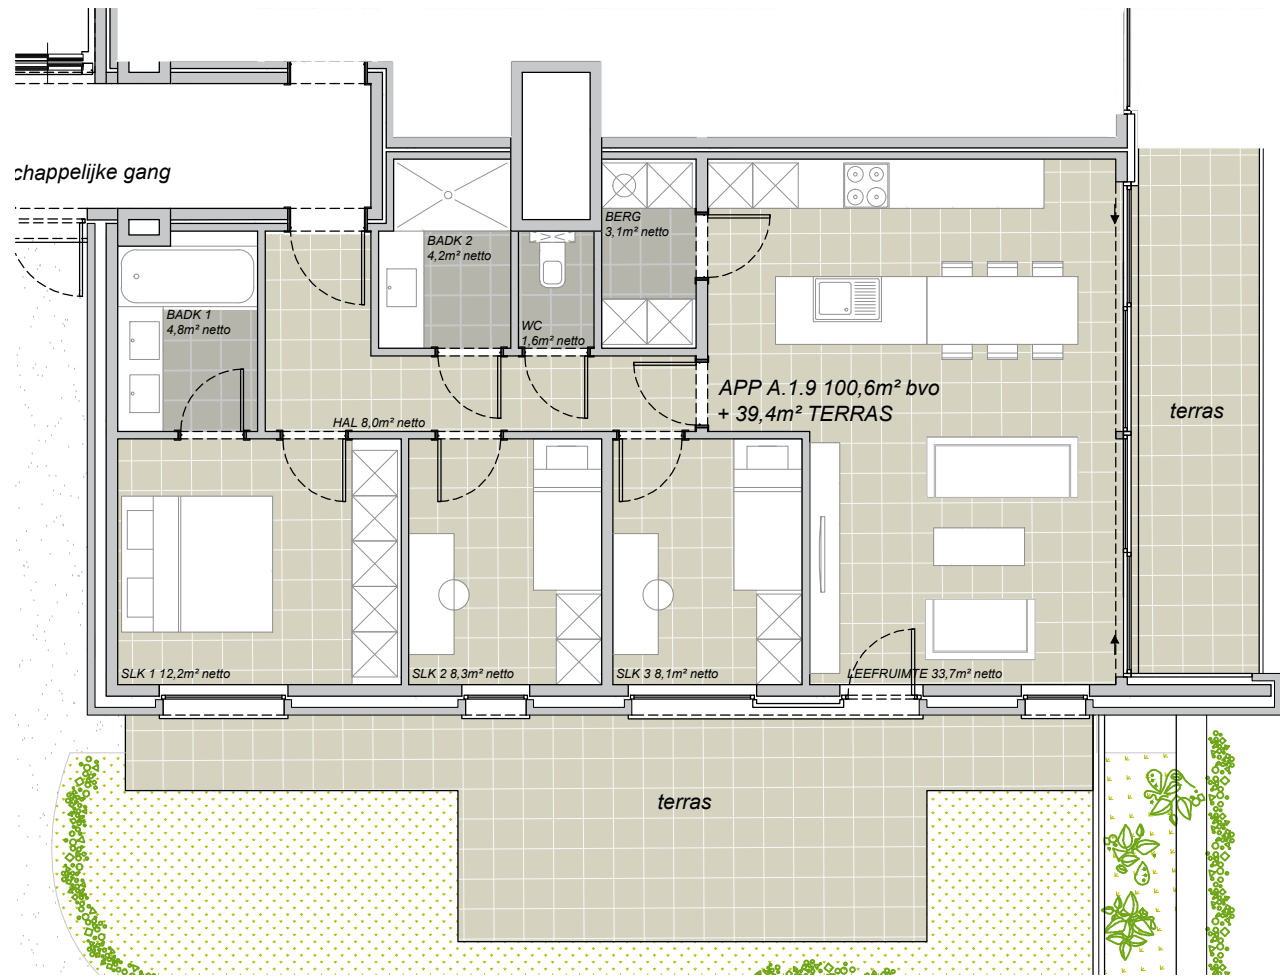 chappelijke gang
BERG
3,1m² netto
BADK 2
4,2m² netto
BADK 1
4,8m² netto
WC
1,6m² netto
APP A.1.9 100,6m² bvo
+ 39,4m² TERRAS
terras
HAL 8,0m² netto
SLK 1 12,2m² netto
SLK 2 8,3m² netto
SLK 3 8,1m² netto
LEEFRUIMTE 33,7m² netto
terras